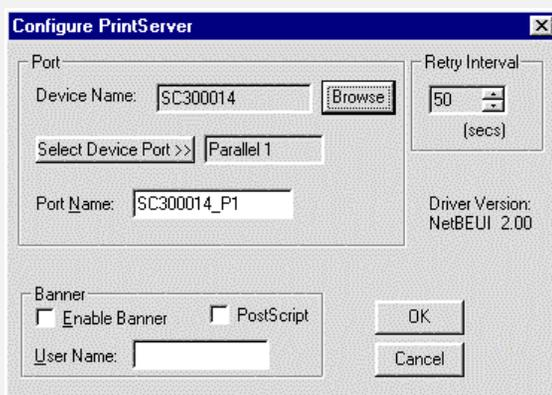 Configure PrintServer
Port
Device Name: SC300014 Browse
Select Device Port >> Parallel 1
Port Name: SC300014_P1
Retry Interval
50
(secs)
Driver Version:
NetBEUI 2.00
Banner
Enable Banner PostScript
User Name:
OK
Cancel